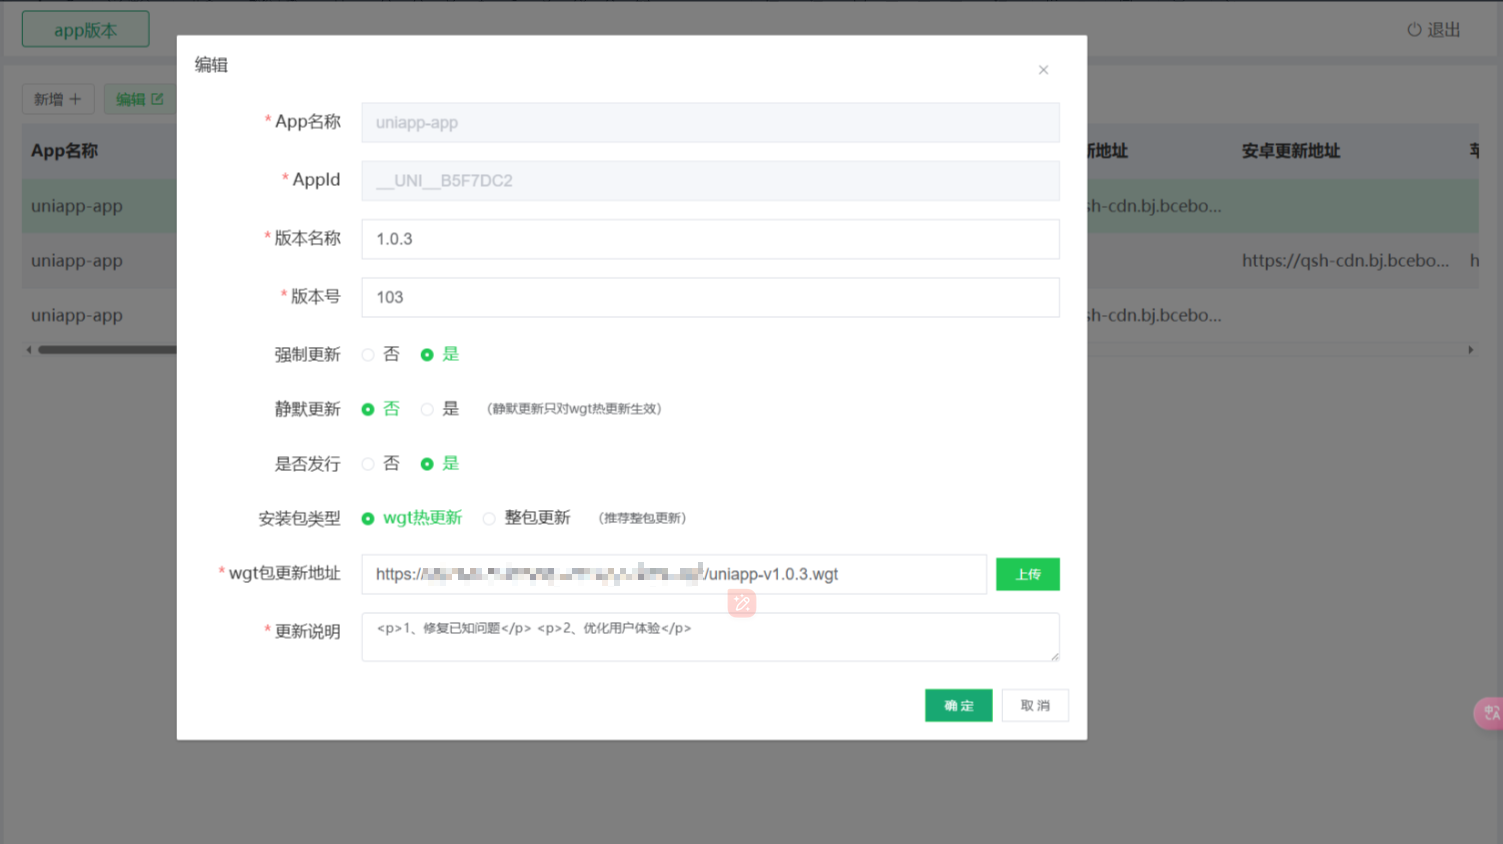 app版本
退出
编辑
新增
编辑
App名称
新地址
安卓更新地址
* App名称
uniapp-app
* AppId
__UNI__B5F7DC2
uniapp-app
sh-cdn.bj.bcebo...
* 版本名称
1.0.3
uniapp-app
https://qsh-cdn.bj.bcebo...
h
* 版本号
103
uniapp-app
sh-cdn.bj.bcebo...
强制更新 否 是
静默更新 否 是 (静默更新只对wgt热更新生效)
是否发行 否 是
安装包类型 wgt热更新 整包更新 (推荐整包更新)
* wgt包更新地址
https:// /uniapp-v1.0.3.wgt
上传
* 更新说明
<p>1、修复已知问题</p> <p>2、优化用户体验</p>
确定
取消